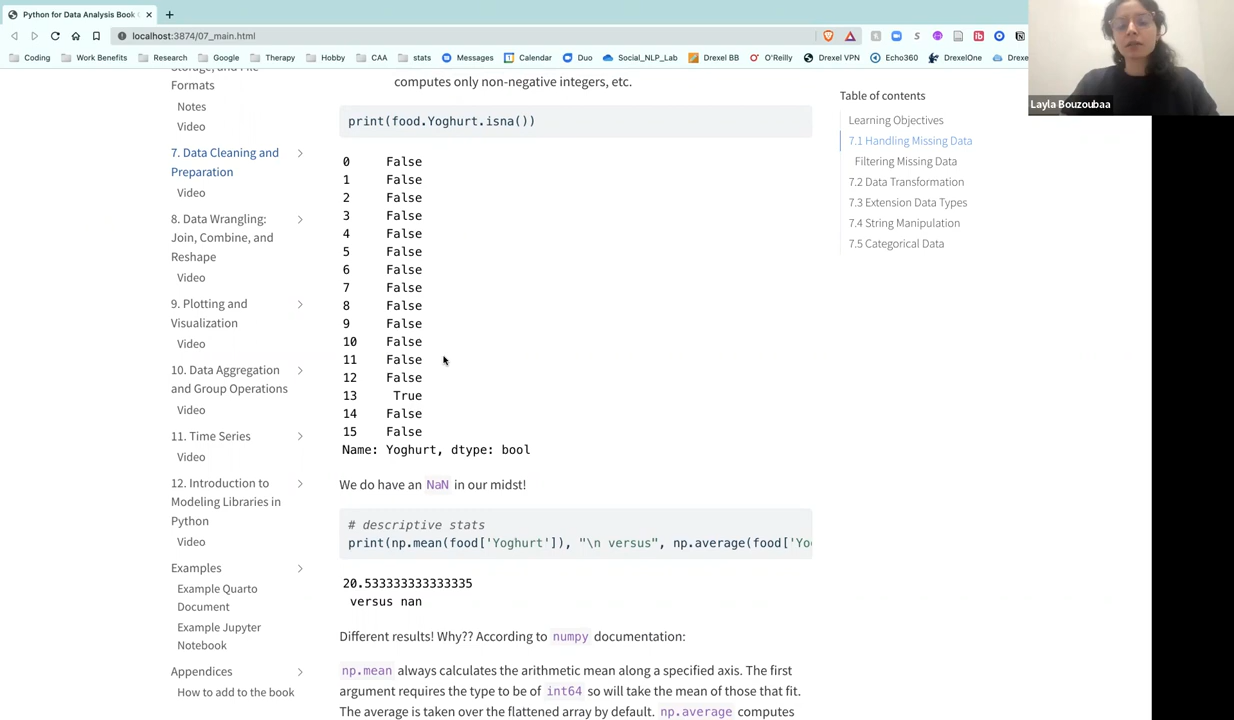 Python for Data Analysis Book
localhost:3874/07_main.html
Coding
Work Benefits
Research
Google
Therapy
Hobby
CAA
stats
Messages
Calendar
Duo
Social_NLP_Lab
Drexel BB
O'Reilly
Drexel VPN
Echo360
DrexelOne
Drexe
Layla Bouzoubaa
Storage, and File
Formats
Notes
Video
7. Data Cleaning and
Preparation
Video
8. Data Wrangling:
Join, Combine, and
Reshape
Video
9. Plotting and
Visualization
Video
10. Data Aggregation
and Group Operations
Video
11. Time Series
Video
12. Introduction to
Modeling Libraries in
Python
Video
Examples
Example Quarto
Document
Example Jupyter
Notebook
Appendices
How to add to the book
computes only non-negative integers, etc.
print(food.Yoghurt.isna())
0 False
1 False
2 False
3 False
4 False
5 False
6 False
7 False
8 False
9 False
10 False
11 False
12 False
13 True
14 False
15 False
Name: Yoghurt, dtype: bool
We do have an NaN in our midst!
# descriptive stats
print(np.mean(food['Yoghurt']), "\n versus", np.average(food['Yo
20.533333333333335
versus nan
Different results! Why?? According to numpy documentation:
np.mean always calculates the arithmetic mean along a specified axis. The first
argument requires the type to be of int64 so will take the mean of those that fit.
The average is taken over the flattened array by default. np.average computes
Table of contents
Learning Objectives
7.1 Handling Missing Data
Filtering Missing Data
7.2 Data Transformation
7.3 Extension Data Types
7.4 String Manipulation
7.5 Categorical Data